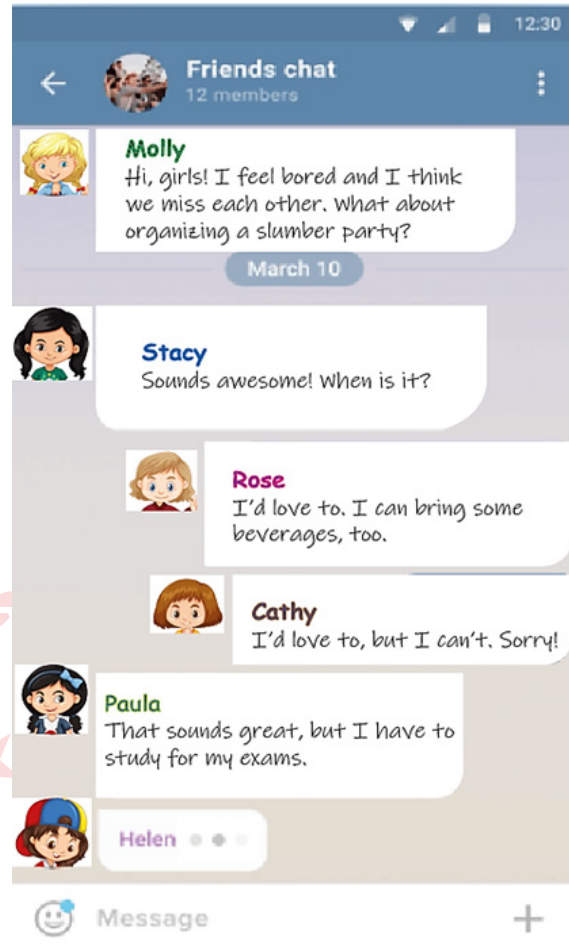 12:30
Friends chat
12 members
Molly
Hi, girls! I feel bored and I think
we miss each other. What about
organizing a slumber party?
March 10
Stacy
Sounds awesome! When is it?
Rose
I'd love to. I can bring some
beverages, too.
Cathy
I'd love to, but I can't. Sorry!
Paula
That sounds great, but I have to
study for my exams.
Helen
Message